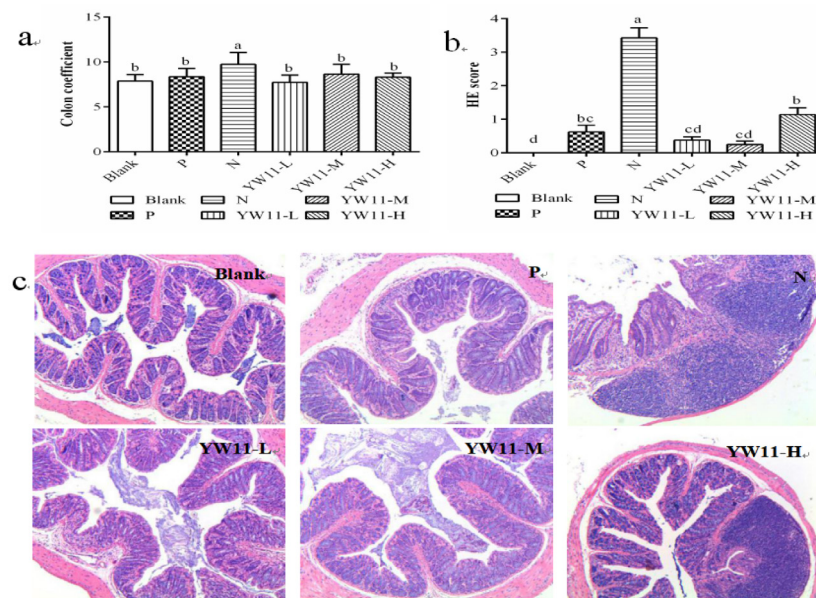 a
15
10
5
0
Colon coefficient
b
b
a
b
b
b
Blank
P
N
YW11-L
YW11-M
YW11-H
Blank
N
YW11-M
P
YW11-L
YW11-H
b
4
3
2
1
0
HE score
d
bc
a
cd
cd
b
Blank
P
N
YW11-L
YW11-M
YW11-H
Blank
N
YW11-M
P
YW11-L
YW11-H
c
Blank
P
N
YW11-L
YW11-M
YW11-H